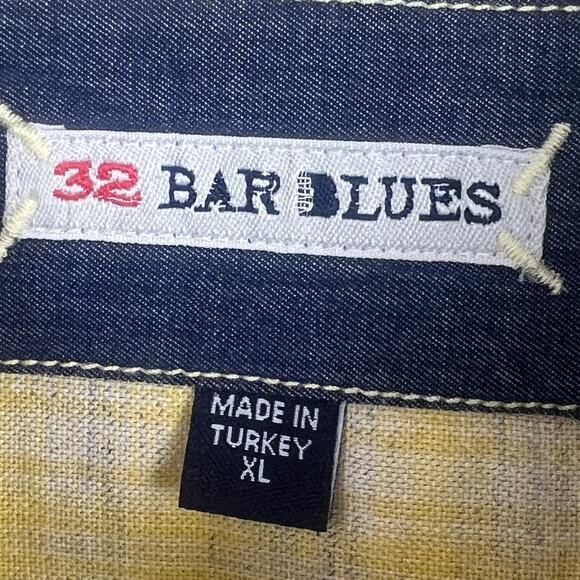 32 BAR BLUES
MADE IN
TURKEY
XL